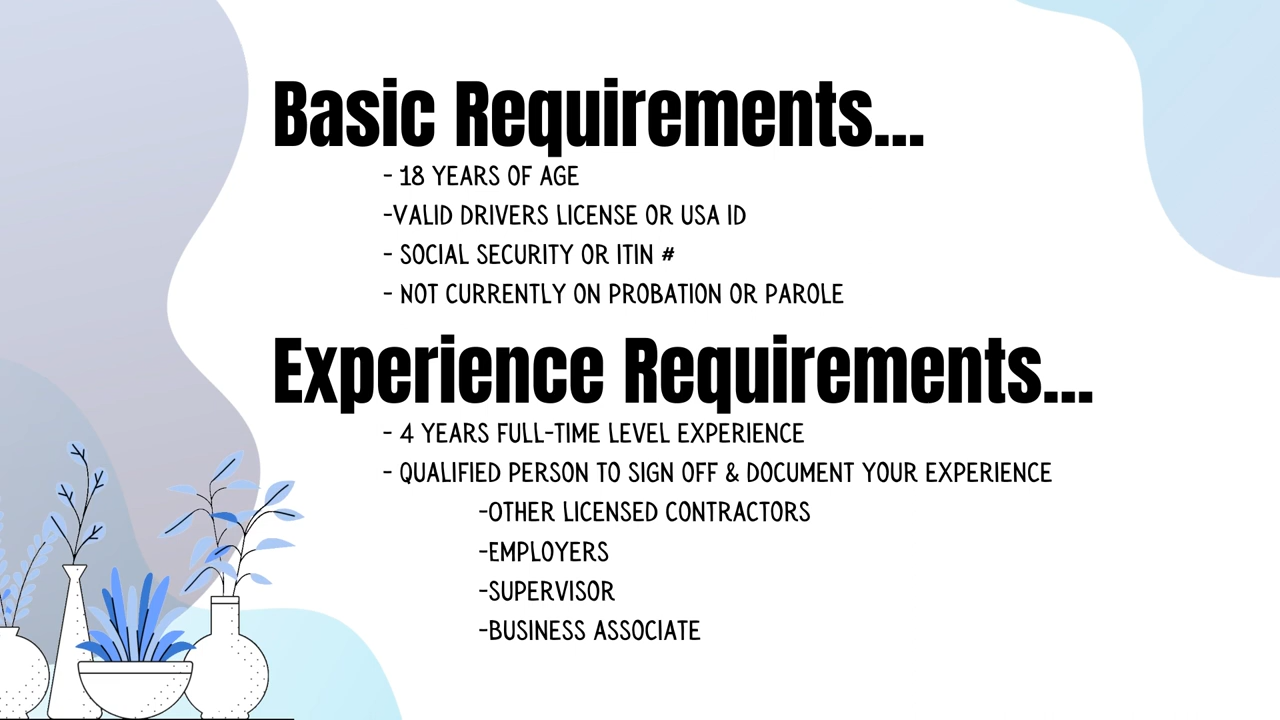 Basic Requirements...
- 18 YEARS OF AGE
-VALID DRIVERS LICENSE OR USA ID
- SOCIAL SECURITY OR ITIN #
- NOT CURRENTLY ON PROBATION OR PAROLE
Experience Requirements...
- 4 YEARS FULL-TIME LEVEL EXPERIENCE
- QUALIFIED PERSON TO SIGN OFF & DOCUMENT YOUR EXPERIENCE
-OTHER LICENSED CONTRACTORS
-EMPLOYERS
-SUPERVISOR
-BUSINESS ASSOCIATE